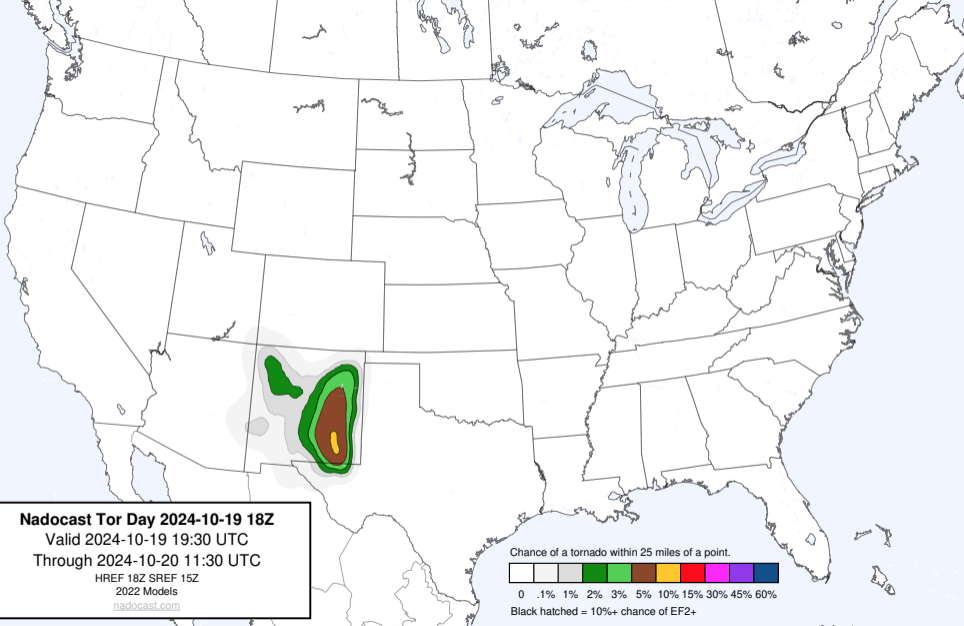 Nadocast Tor Day 2024-10-19 18Z
Valid 2024-10-19 19:30 UTC
Through 2024-10-20 11:30 UTC
HREF 18Z SREF 15Z
2022 Models
nadocast.com
Chance of a tornado within 25 miles of a point.
0 .1% 1% 2% 3% 5% 10% 15% 30% 45% 60%
Black hatched = 10%+ chance of EF2+